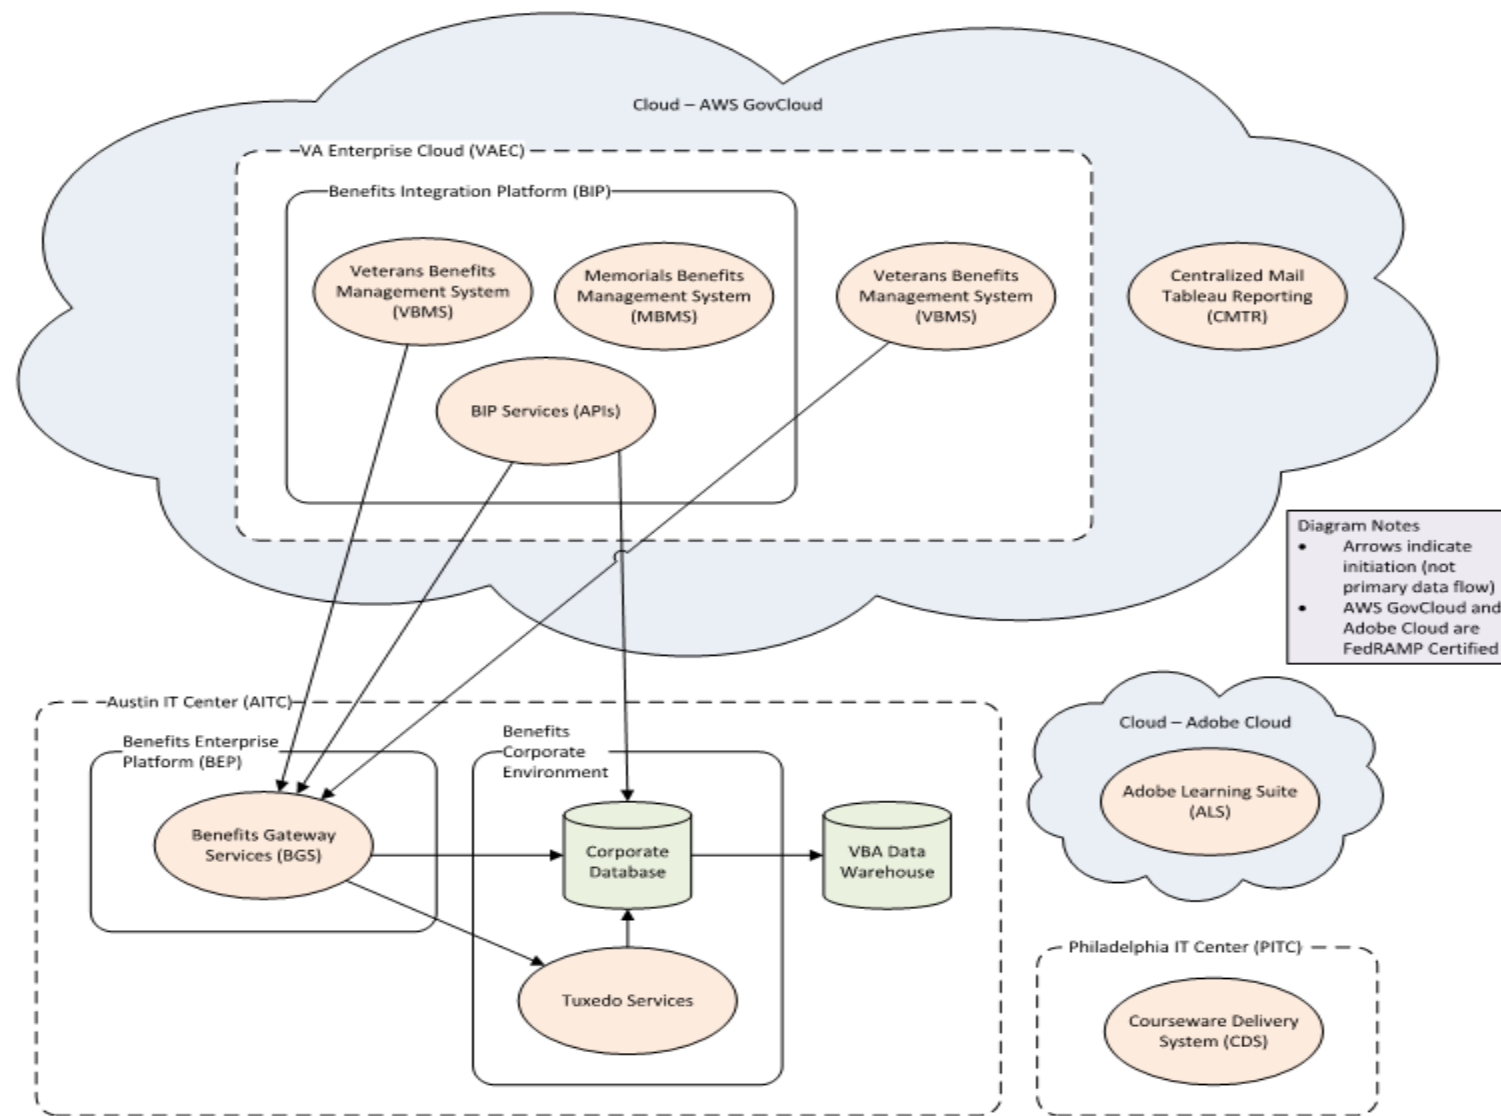 Cloud – AWS GovCloud
VA Enterprise Cloud (VAEC)
Benefits Integration Platform (BIP)
Veterans Benefits
Management System
(VBMS)
Memorials Benefits
Management System
(MBMS)
Veterans Benefits
Management System
(VBMS)
Centralized Mail
Tableau Reporting
(CMTR)
BIP Services (APIs)
Diagram Notes
• Arrows indicate
initiation (not
primary data flow)
• AWS GovCloud and
Adobe Cloud are
FedRAMP Certified
Austin IT Center (AITC)
Benefits Enterprise
Platform (BEP)
Benefits
Corporate
Environment
Benefits Gateway
Services (BGS)
Corporate
Database
VBA Data
Warehouse
Tuxedo Services
Cloud – Adobe Cloud
Adobe Learning Suite
(ALS)
Philadelphia IT Center (PITC)
Courseware Delivery
System (CDS)